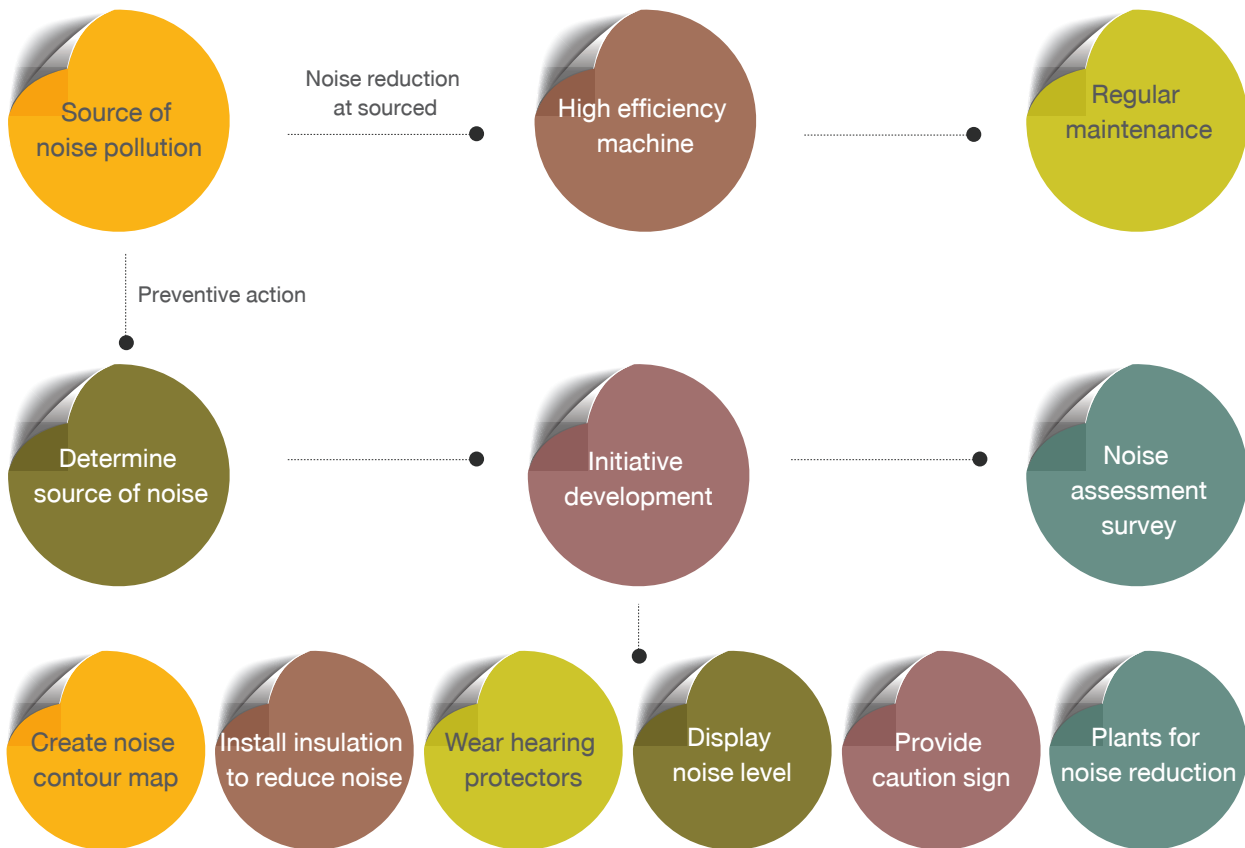 Source of
noise pollution
Noise reduction
at sourced
High efficiency
machine
Regular
maintenance
Preventive action
Determine
source of noise
Initiative
development
Noise
assessment
survey
Create noise
contour map
Install insulation
to reduce noise
Wear hearing
protectors
Display
noise level
Provide
caution sign
Plants for
noise reduction